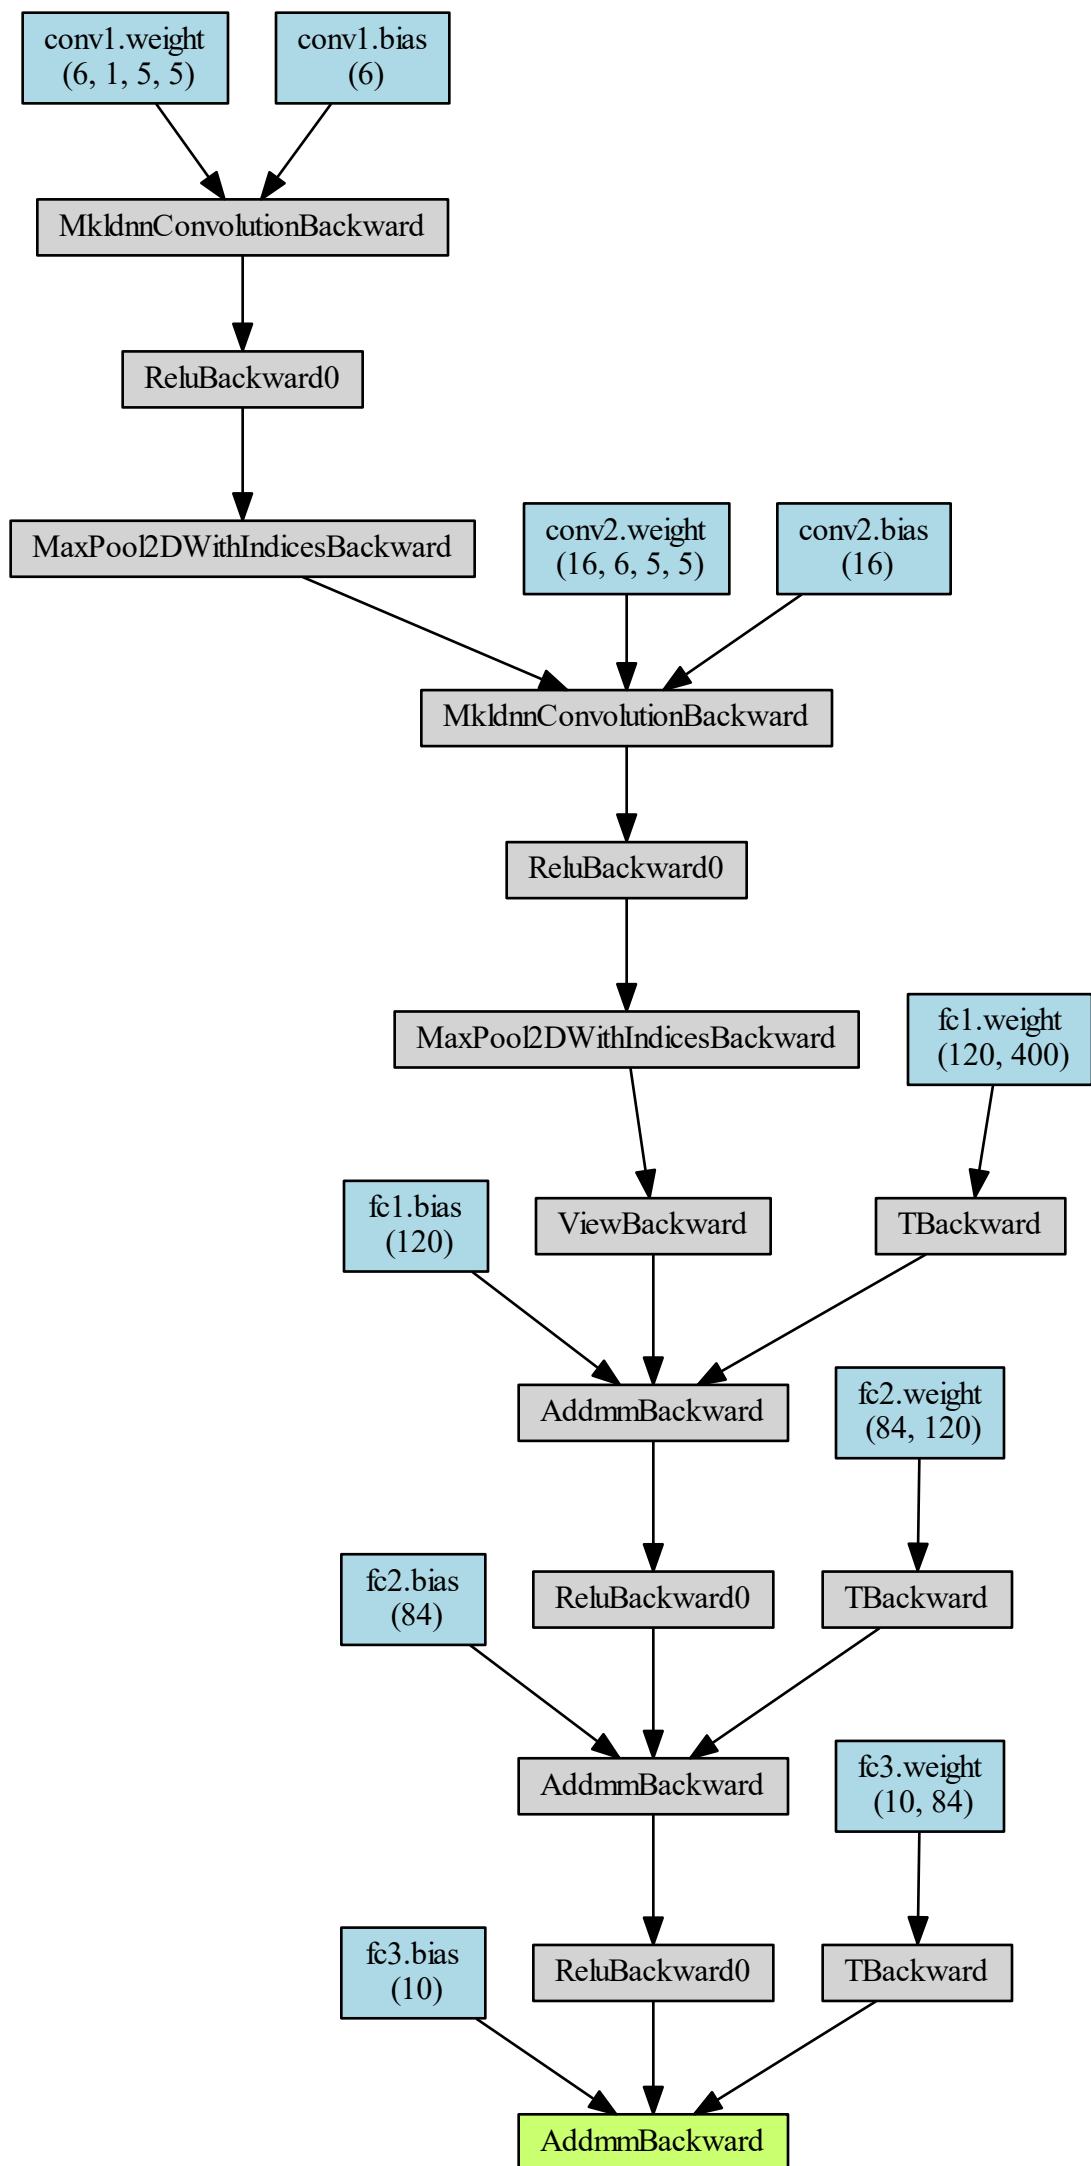 conv1.weight
(6, 1, 5, 5)
conv1.bias
(6)
MkldnnConvolutionBackward
ReluBackward0
MaxPool2DWithIndicesBackward
conv2.weight
(16, 6, 5, 5)
conv2.bias
(16)
MkldnnConvolutionBackward
ReluBackward0
MaxPool2DWithIndicesBackward
fc1.weight
(120, 400)
fc1.bias
(120)
ViewBackward
TBackward
AddmmBackward
fc2.weight
(84, 120)
fc2.bias
(84)
ReluBackward0
TBackward
AddmmBackward
fc3.weight
(10, 84)
fc3.bias
(10)
ReluBackward0
TBackward
AddmmBackward